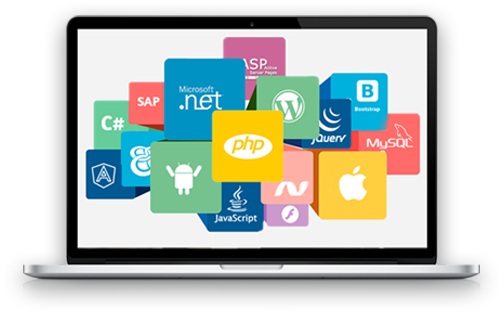 ASP
Active
Server Pages
Microsoft
.net
SAP
B
Bootstrap
C#
W
jQuery
php
MySQL
A
&
n
JavaScript
f